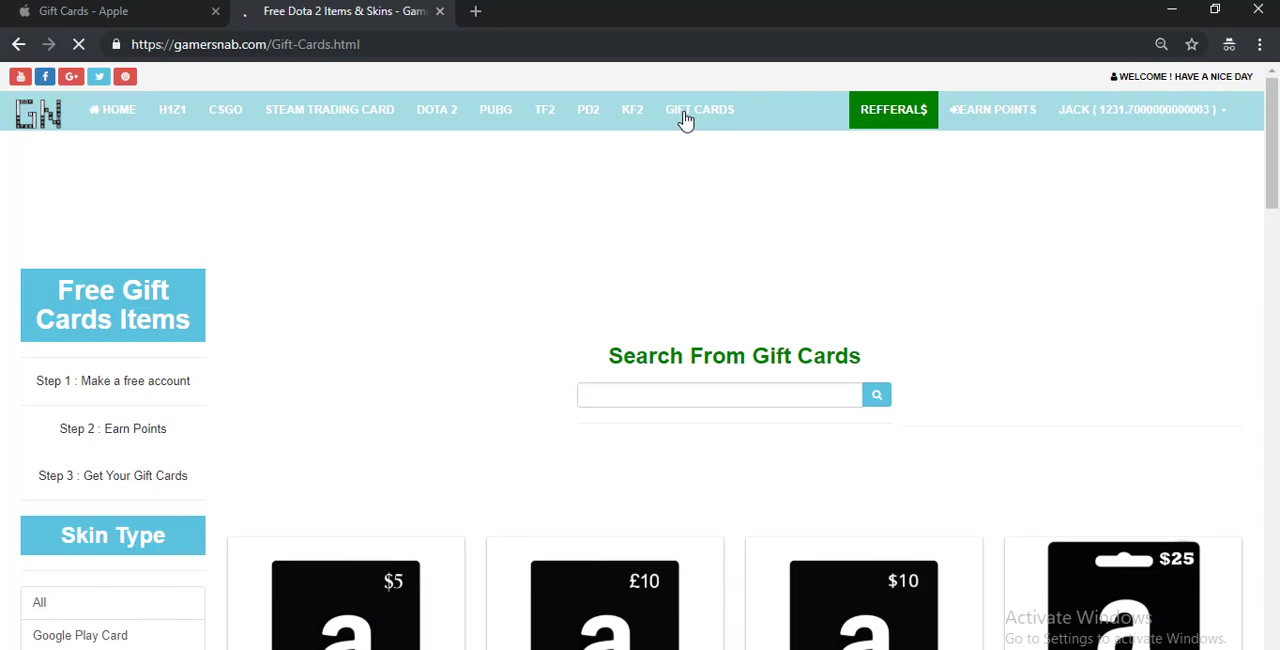 Gift Cards - Apple
Free Dota 2 Items & Skins - Gam
https://gamersnab.com/Gift-Cards.html
WELCOME ! HAVE A NICE DAY
GN HOME H1Z1 CSGO STEAM TRADING CARD DOTA 2 PUBG TF2 PD2 KF2 GIFT CARDS REFFERAL$ EARN POINTS JACK ( 1231.7000000000003 )
Free Gift
Cards Items
Search From Gift Cards
Step 1 : Make a free account
Step 2 : Earn Points
Step 3 : Get Your Gift Cards
Skin Type
All
Google Play Card
$5 £10 $10 $25
a a a a
Activate Windows
Go to Settings to activate Windows.